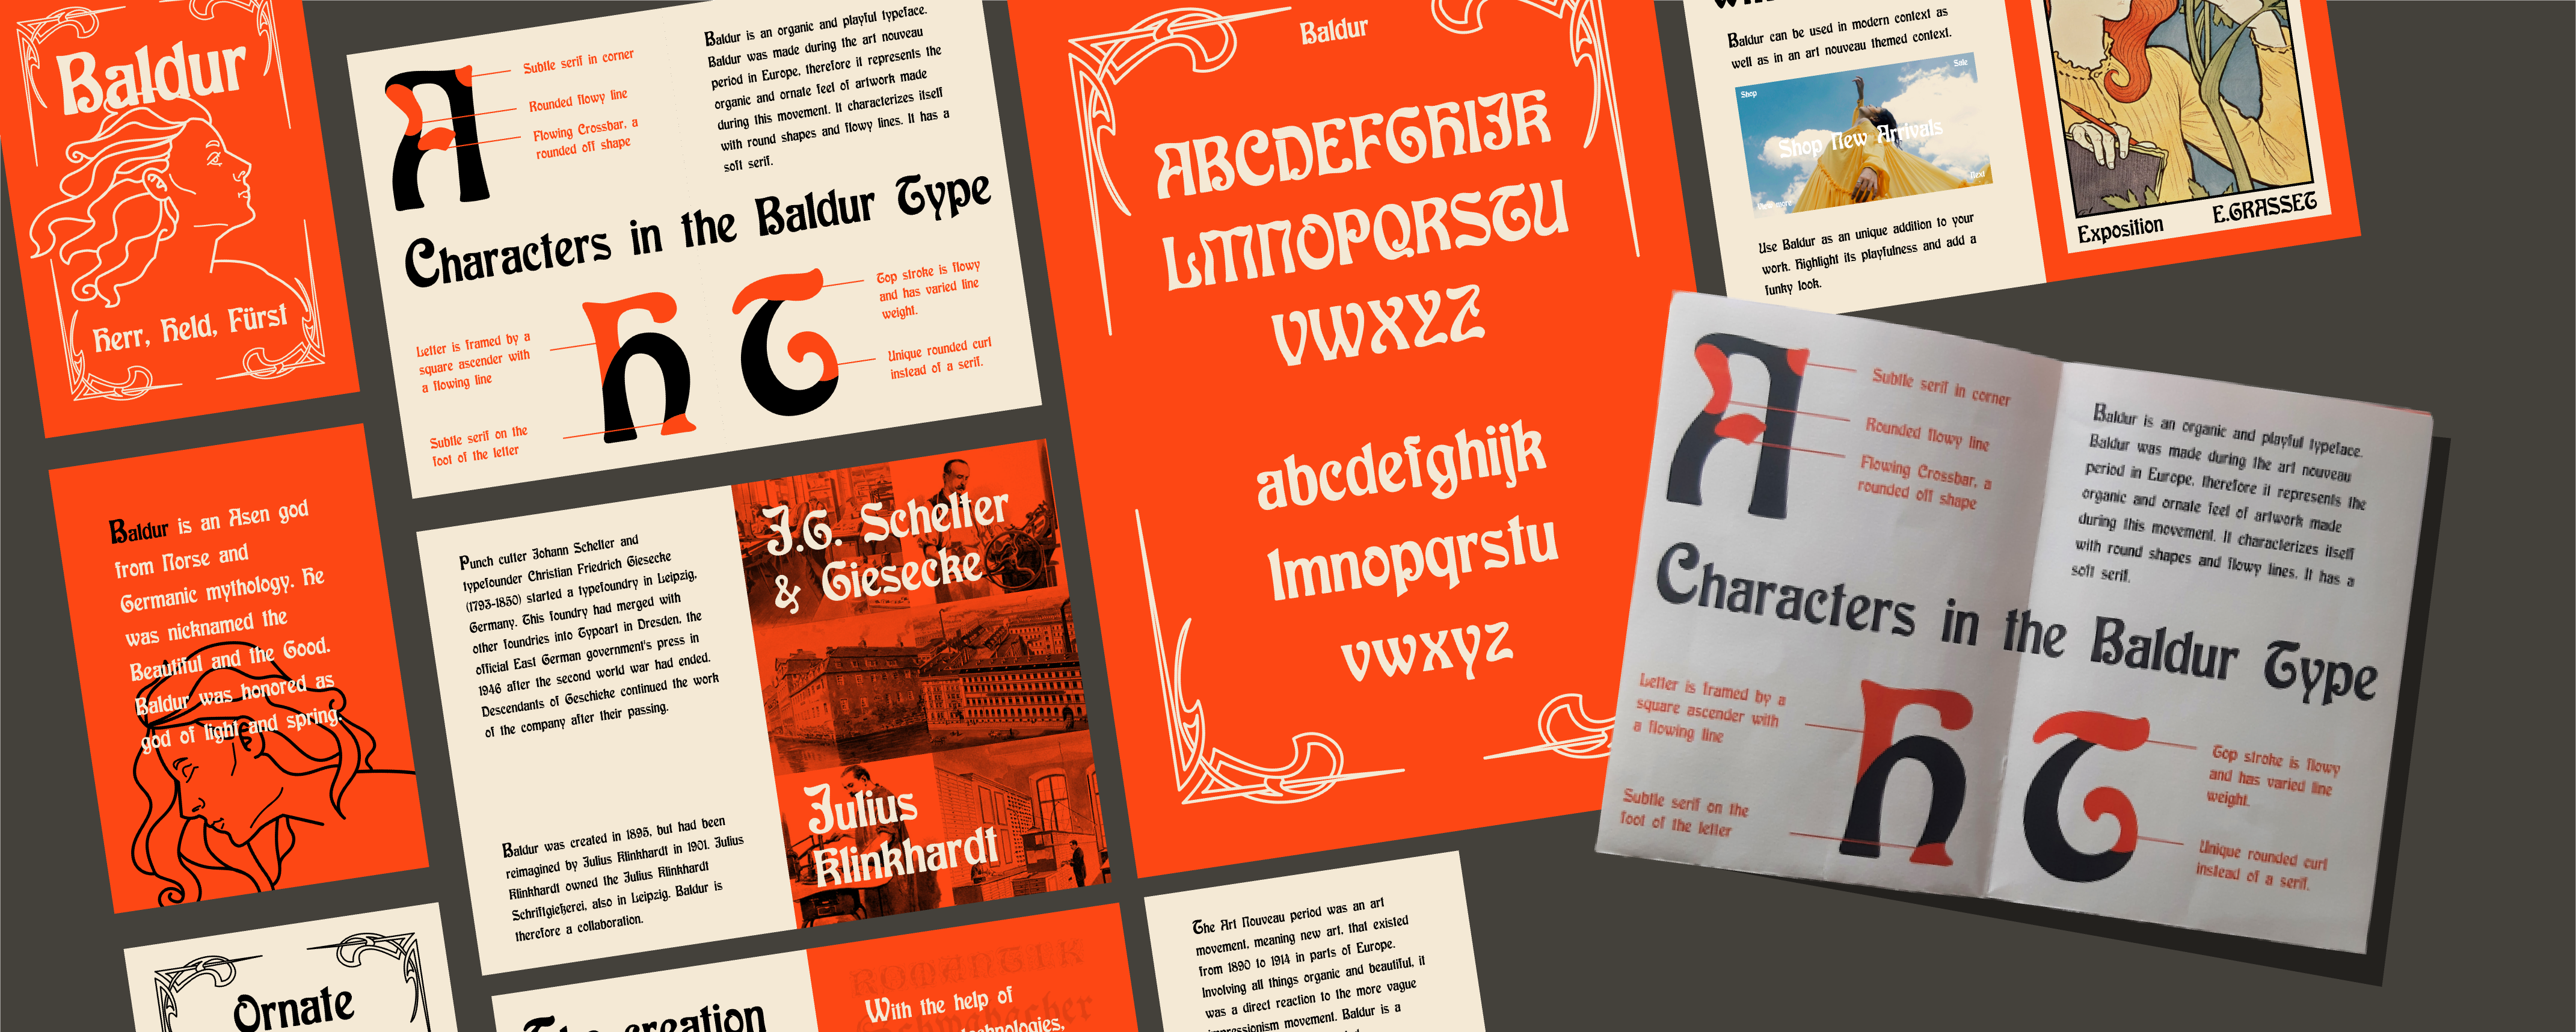 Baldur
Herr, Held, Fürst
Subtle serif in corner
Rounded flowy line
Flowing Crossbar, a
rounded off shape
Baldur is an organic and playful typeface.
Baldur was made during the art nouveau
period in Europe, therefore it represents the
organic and ornate feel of artwork made
during this movement. It characterizes itself
with round shapes and flowy lines. It has a
soft serif.
Characters in the Baldur Type
Letter is framed by a
square ascender with
a flowing line
Subtle serif on the
foot of the letter
Top stroke is flowy
and has varied line
weight.
Unique rounded curl
instead of a serif.
A
h
T
Baldur
ABCDEFGHIJK
LMNOPQRSTU
VWXYZ
abcdefghijk
lmnopqrstu
vwxyz
Baldur can be used in modern context as
well as in an art nouveau themed context.
Shop
Sale
Shop New Arrivals
View more
Next
Use Baldur as an unique addition to your
work. Highlight its playfulness and add a
funky look.
Exposition
E.GRASSET
Baldur is an Asen god
from Norse and
Germanic mythology. He
was nicknamed the
Beautiful and the Good.
Baldur was honored as
god of light and spring.
Punch cutter Johann Schelter and
typefounder Christian Friedrich Giesecke
(1793-1850) started a typefoundry in Leipzig,
Germany. This foundry had merged with
other foundries into Typoart in Dresden, the
official East German government's press in
1946 after the second world war had ended.
Descendants of Geschieke continued the work
of the company after their passing.
Baldur was created in 1895, but had been
reimagined by Julius Klinkhardt in 1901. Julius
Klinkhardt owned the Julius Klinkhardt
Schriftgießerei, also in Leipzig. Baldur is
therefore a collaboration.
J.G. Schelter
& Giesecke
Julius
Klinkhardt
A
Subtle serif in corner
Rounded flowy line
Flowing Crossbar, a
rounded off shape
Baldur is an organic and playful typeface.
Baldur was made during the art nouveau
period in Europe, therefore it represents the
organic and ornate feel of artwork made
during this movement. It characterizes itself
with round shapes and flowy lines. It has a
soft serif.
Characters in the Baldur Type
Letter is framed by a
square ascender with
a flowing line
Subtle serif on the
foot of the letter
h
T
Top stroke is flowy
and has varied line
weight.
Unique rounded curl
instead of a serif.
Ornate
The creation
ROMANTIK
With the help of
technologies,
The Art Nouveau period was an art
movement, meaning new art, that existed
from 1890 to 1914 in parts of Europe.
Involving all things organic and beautiful, it
was a direct reaction to the more vague
impressionism movement. Baldur is a